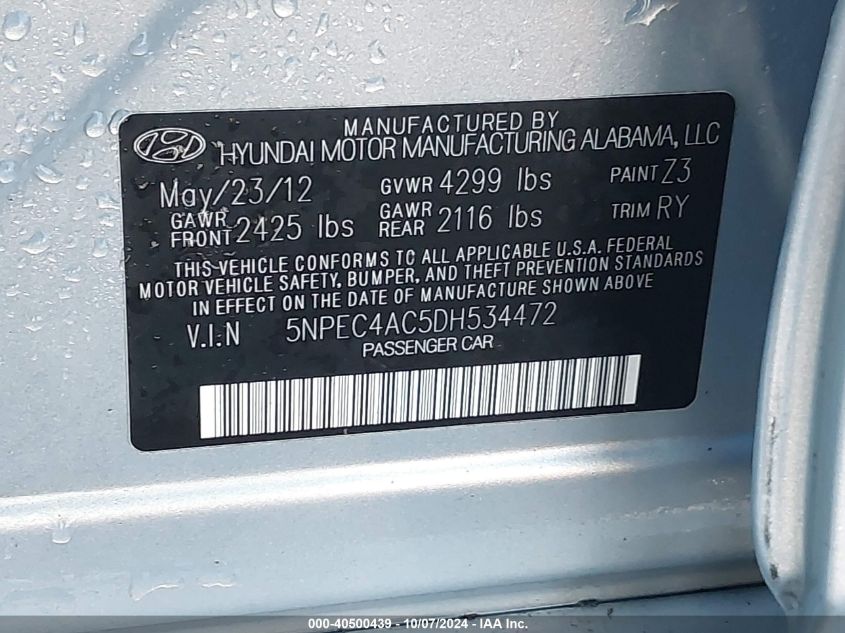 MANUFACTURED BY
HYUNDAI MOTOR MANUFACTURING ALABAMA, LLC
May/23/12 GVWR 4299 lbs PAINT Z3
GAWR FRONT 2425 lbs GAWR REAR 2116 lbs TRIM RY
THIS VEHICLE CONFORMS TO ALL APPLICABLE U.S.A. FEDERAL
MOTOR VEHICLE SAFETY, BUMPER, AND THEFT PREVENTION STANDARDS
IN EFFECT ON THE DATE OF MANUFACTURE SHOWN ABOVE
V.I.N 5NPEC4AC5DH534472
PASSENGER CAR
000-40500439 - 10/07/2024 - IAA Inc.